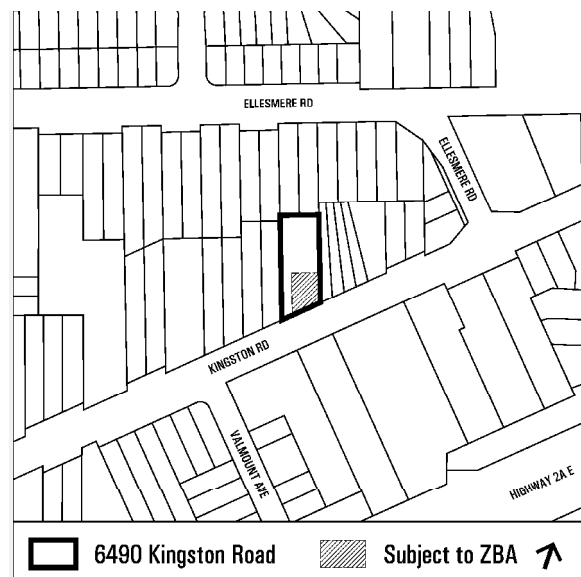 ELLESMERE RD
ELLESMERE RD
KINGSTON RD
VALMOUNT AVE
HIGHWAY 2A E
6490 Kingston Road
Subject to ZBA